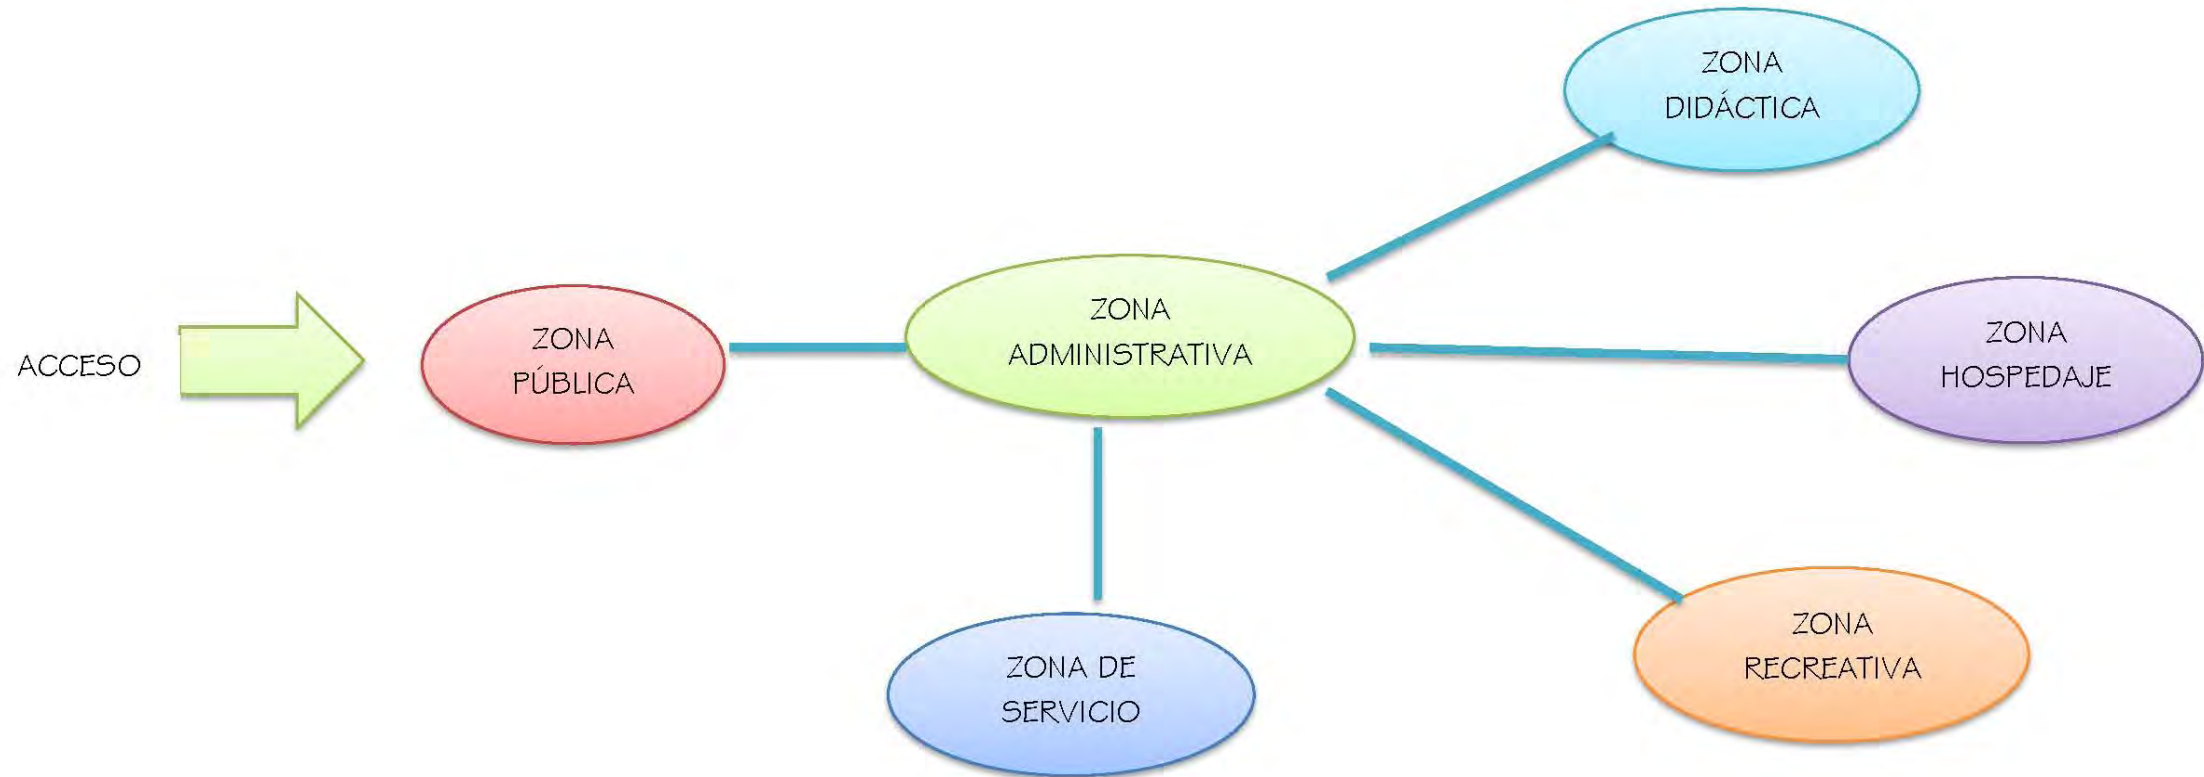 ACCESO
ZONA
PÚBLICA
ZONA
ADMINISTRATIVA
ZONA
DIDÁCTICA
ZONA
HOSPEDAJE
ZONA
RECREATIVA
ZONA DE
SERVICIO